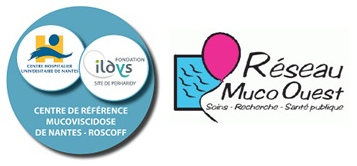 CENTRE HOSPITALIER
UNIVERSITAIRE DE NANTES
FONDATION
ildys
SITE DE PERHARIDY
CENTRE DE RÉFÉRENCE
MUCOVISCIDOSE
DE NANTES - ROSCOFF
Réseau
Muco Ouest
Soins - Recherche - Santé publique